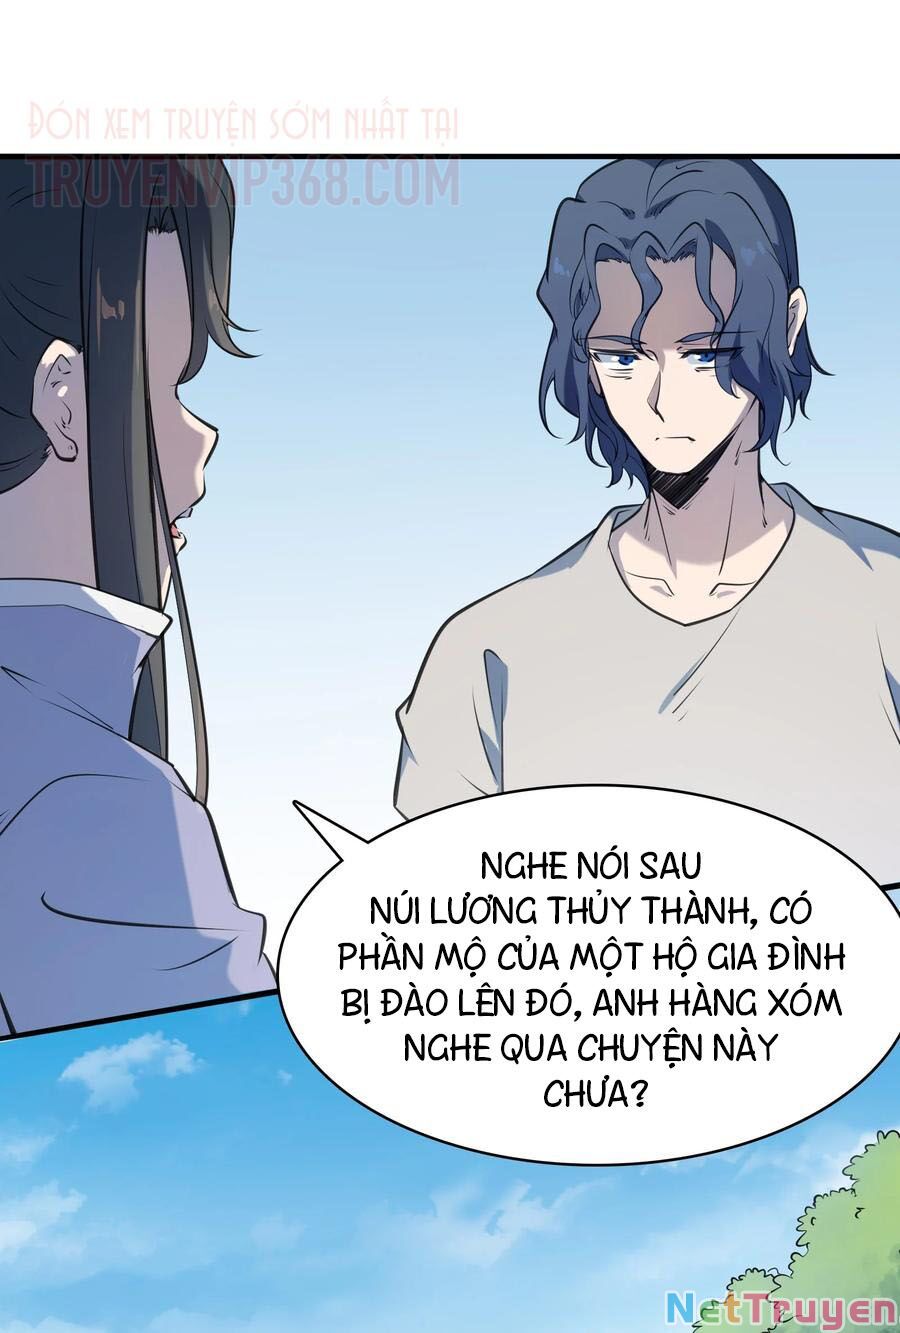 ĐÓN XEM TRUYỆN SỚM NHẤT TẠI
TRUYENVIP368.COM
NGHE NÓI SAU
NÚI LƯƠNG THỦY THÀNH, CÓ
PHẦN MỘ CỦA MỘT HỘ GIA ĐÌNH
BỊ ĐÀO LÊN ĐÓ, ANH HÀNG XÓM
NGHE QUA CHUYỆN NÀY
CHƯA?
NetTruyen